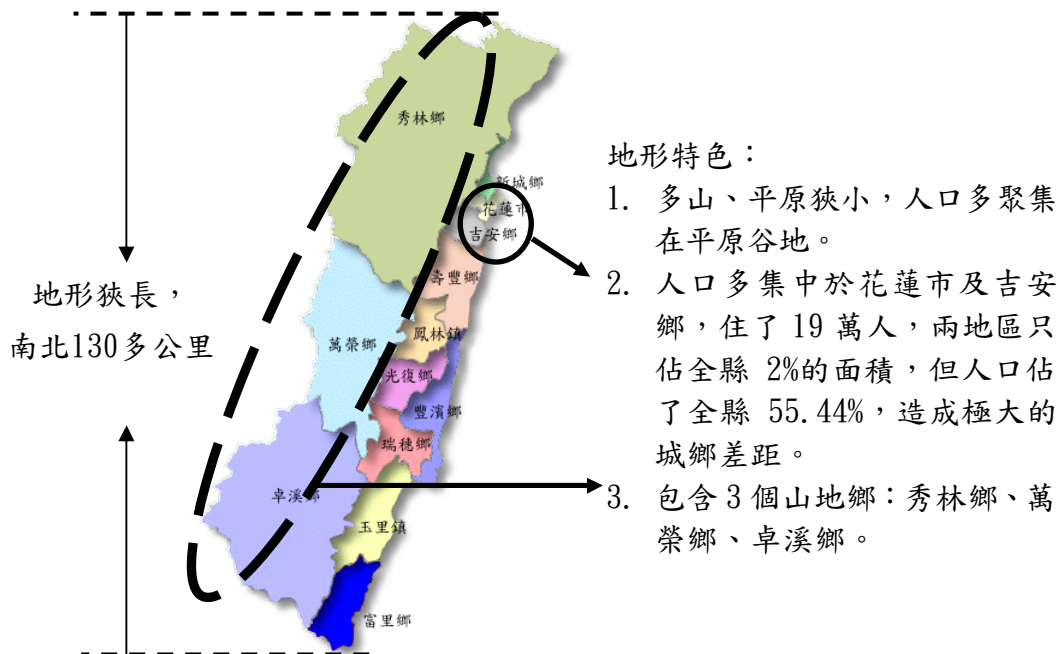 秀林鄉
新城鄉
花蓮市
吉安鄉
壽豐鄉
鳳林鎮
萬榮鄉
光復鄉
豐濱鄉
瑞穗鄉
卓溪鄉
玉里鎮
富里鄉
地形狹長，
南北130多公里
地形特色：
1. 多山、平原狹小，人口多聚集
在平原谷地。
2. 人口多集中於花蓮市及吉安
鄉，住了 19 萬人，兩地區只
佔全縣 2%的面積，但人口佔
了全縣 55.44%，造成極大的
城鄉差距。
3. 包含 3 個山地鄉：秀林鄉、萬
榮鄉、卓溪鄉。